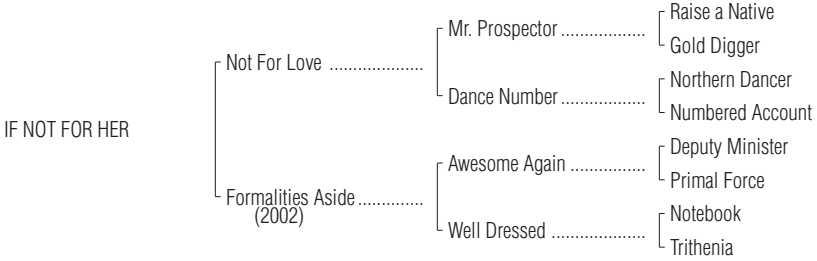 Raise a Native
Mr. Prospector ....................
Gold Digger
Not For Love ....................
Northern Dancer
Dance Number ..................
Numbered Account
IF NOT FOR HER
Deputy Minister
Awesome Again ................
Primal Force
Formalities Aside ..............
(2002)
Notebook
Well Dressed ....................
Trithenia